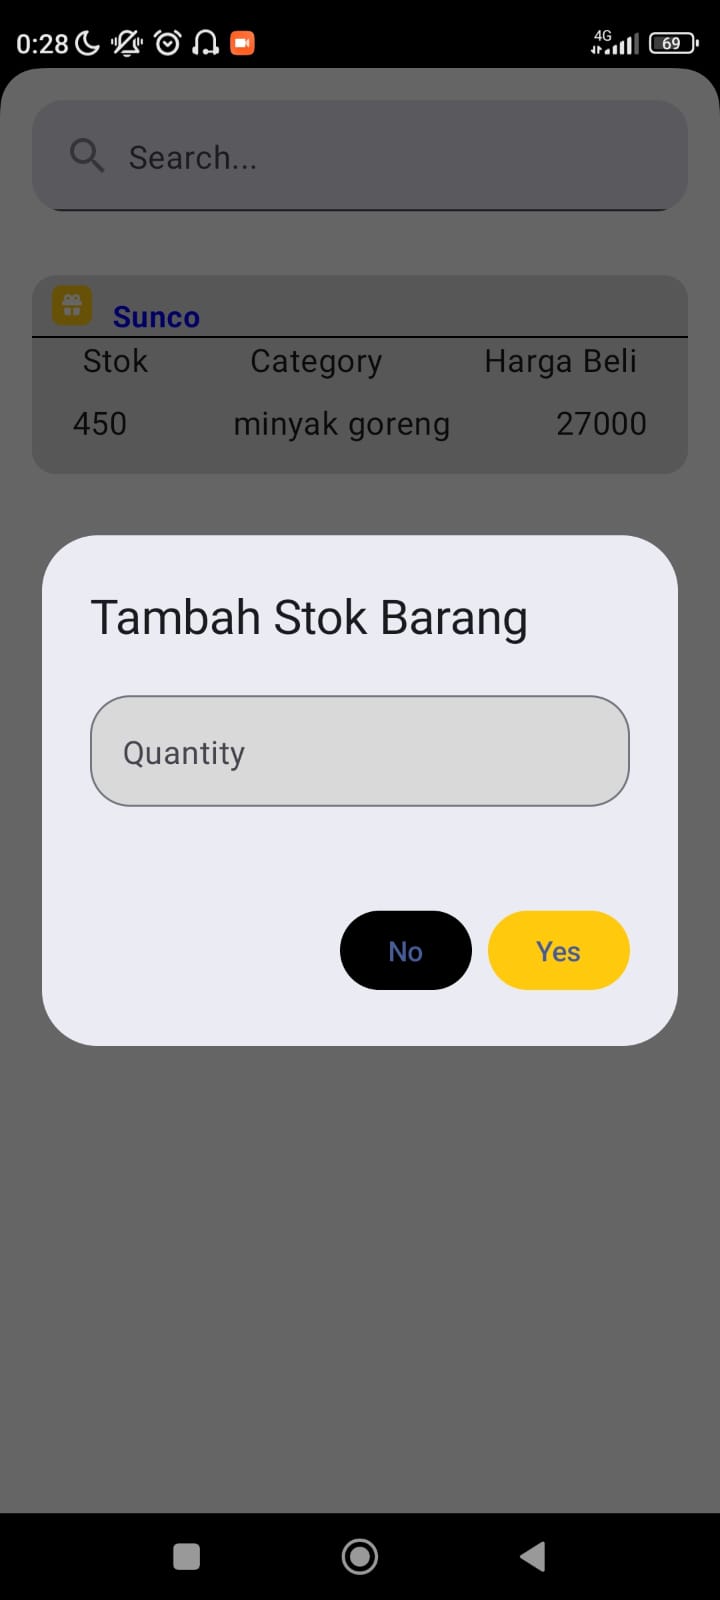 0:28 4G 69
Search...
Sunco
Stok Category Harga Beli
450 minyak goreng 27000
Tambah Stok Barang
Quantity
No Yes